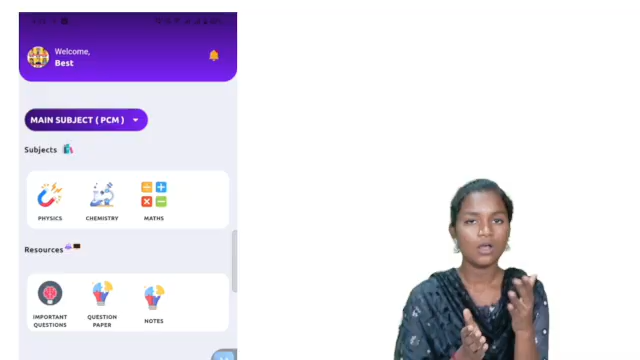 Welcome,
Best
MAIN SUBJECT ( PCM )
Subjects
PHYSICS
CHEMISTRY
MATHS
Resources
IMPORTANT QUESTIONS
QUESTION PAPER
NOTES